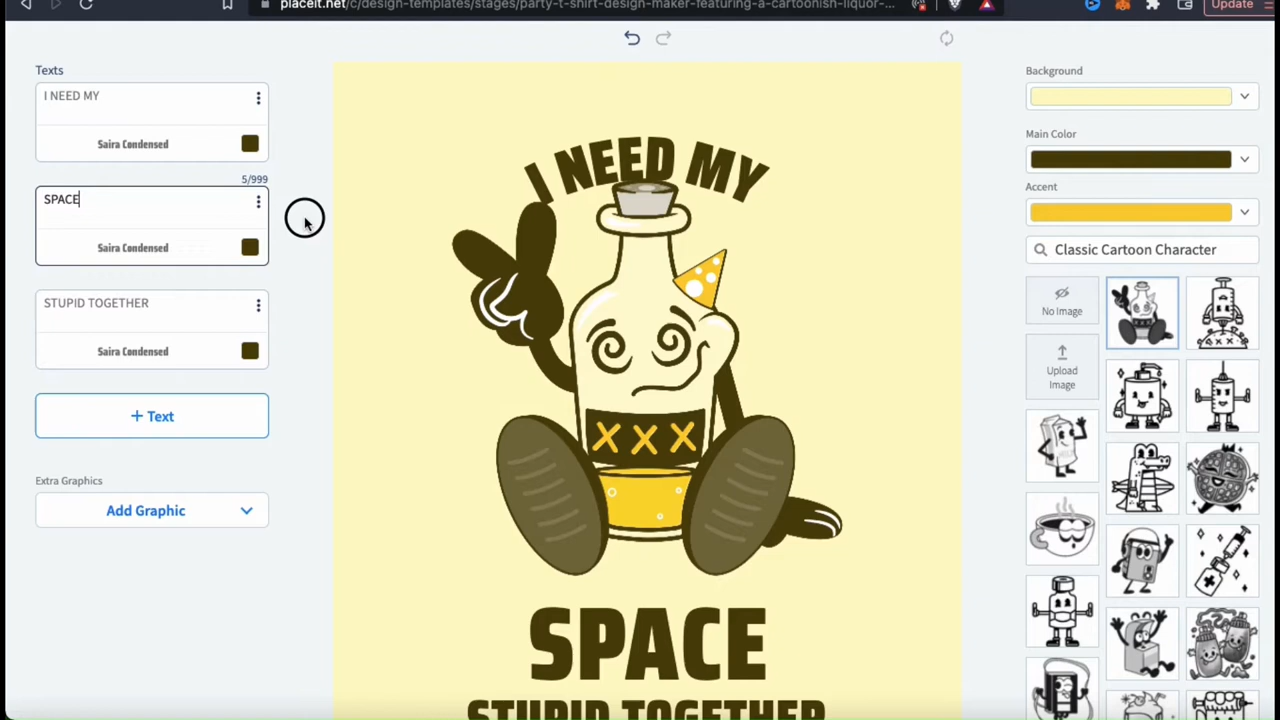 placeit.net/c/design-templates/stages/party-t-shirt-design-maker-featuring-a-cartoonish-liquor-...
Update
Texts
I NEED MY
Saira Condensed
5/999
SPACE
Saira Condensed
STUPID TOGETHER
Saira Condensed
+ Text
Extra Graphics
Add Graphic
I NEED MY
XXX
SPACE
STUPID TOGETHER
Background
Main Color
Accent
Classic Cartoon Character
No Image
Upload
Image